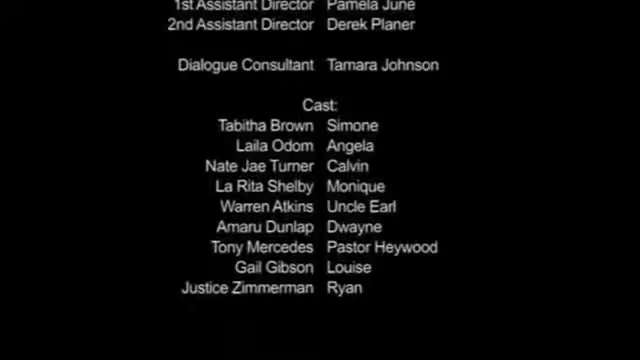 1st Assistant Director Pamela June
2nd Assistant Director Derek Planer
Dialogue Consultant Tamara Johnson
Cast:
Tabitha Brown Simone
Laila Odom Angela
Nate Jae Turner Calvin
La Rita Shelby Monique
Warren Atkins Uncle Earl
Amaru Dunlap Dwayne
Tony Mercedes Pastor Heywood
Gail Gibson Louise
Justice Zimmerman Ryan